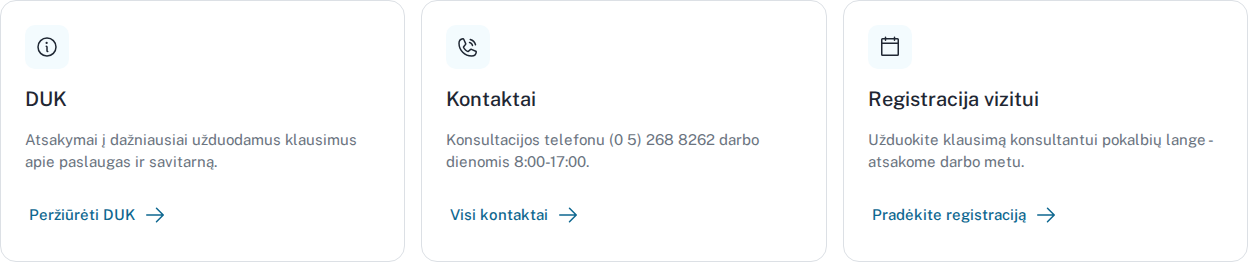 DUK
Atsakymai į dažniausiai užduodamus klausimus
apie paslaugas ir savitarną.
Peržiūrėti DUK
Kontaktai
Konsultacijos telefonu (0 5) 268 8262 darbo
dienomis 8:00-17:00.
Visi kontaktai
Registracija vizitui
Užduokite klausimą konsultantui pokalbių lange -
atsakome darbo metu.
Pradėkite registraciją